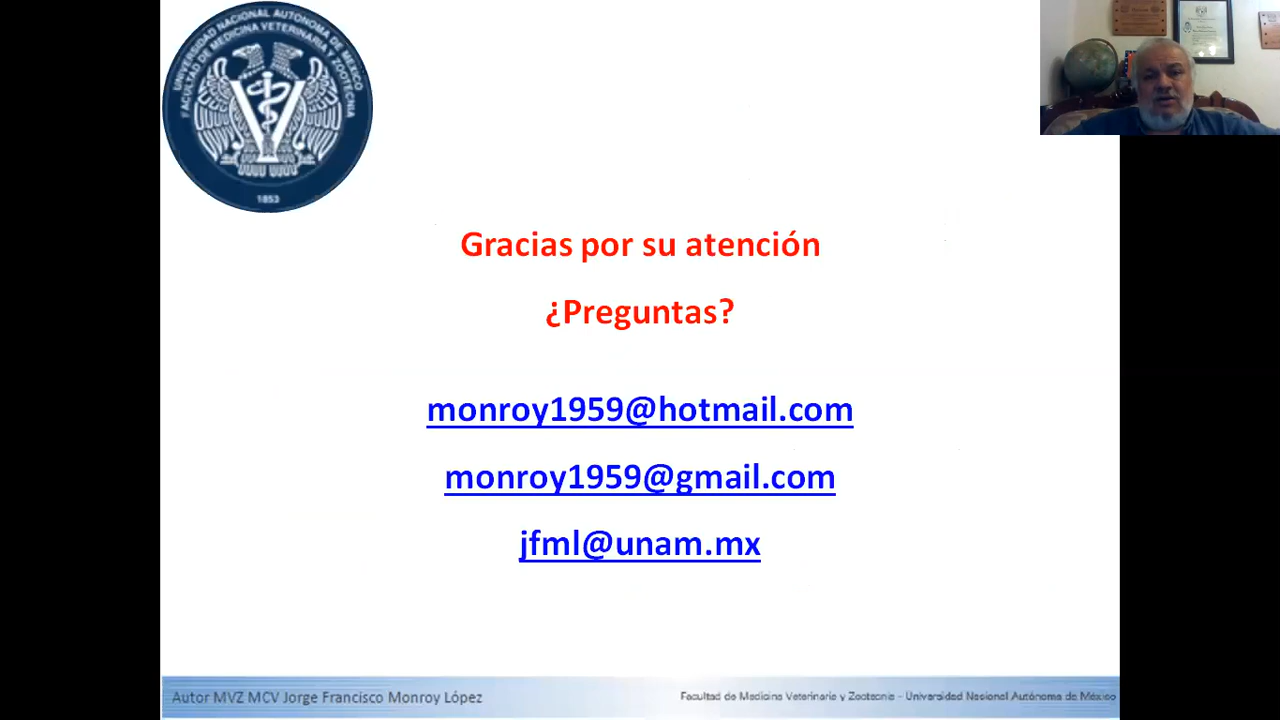 UNIVERSIDAD NACIONAL AUTONOMA DE MEXICO
FACULTAD DE MEDICINA VETERINARIA Y ZOOTECNIA
V
1853
Gracias por su atención
¿Preguntas?
monroy1959@hotmail.com
monroy1959@gmail.com
jfml@unam.mx
Autor MVZ MCV Jorge Francisco Monroy López
Facultad de Medicina Veterinaria y Zootecnia – Universidad Nacional Autónoma de México